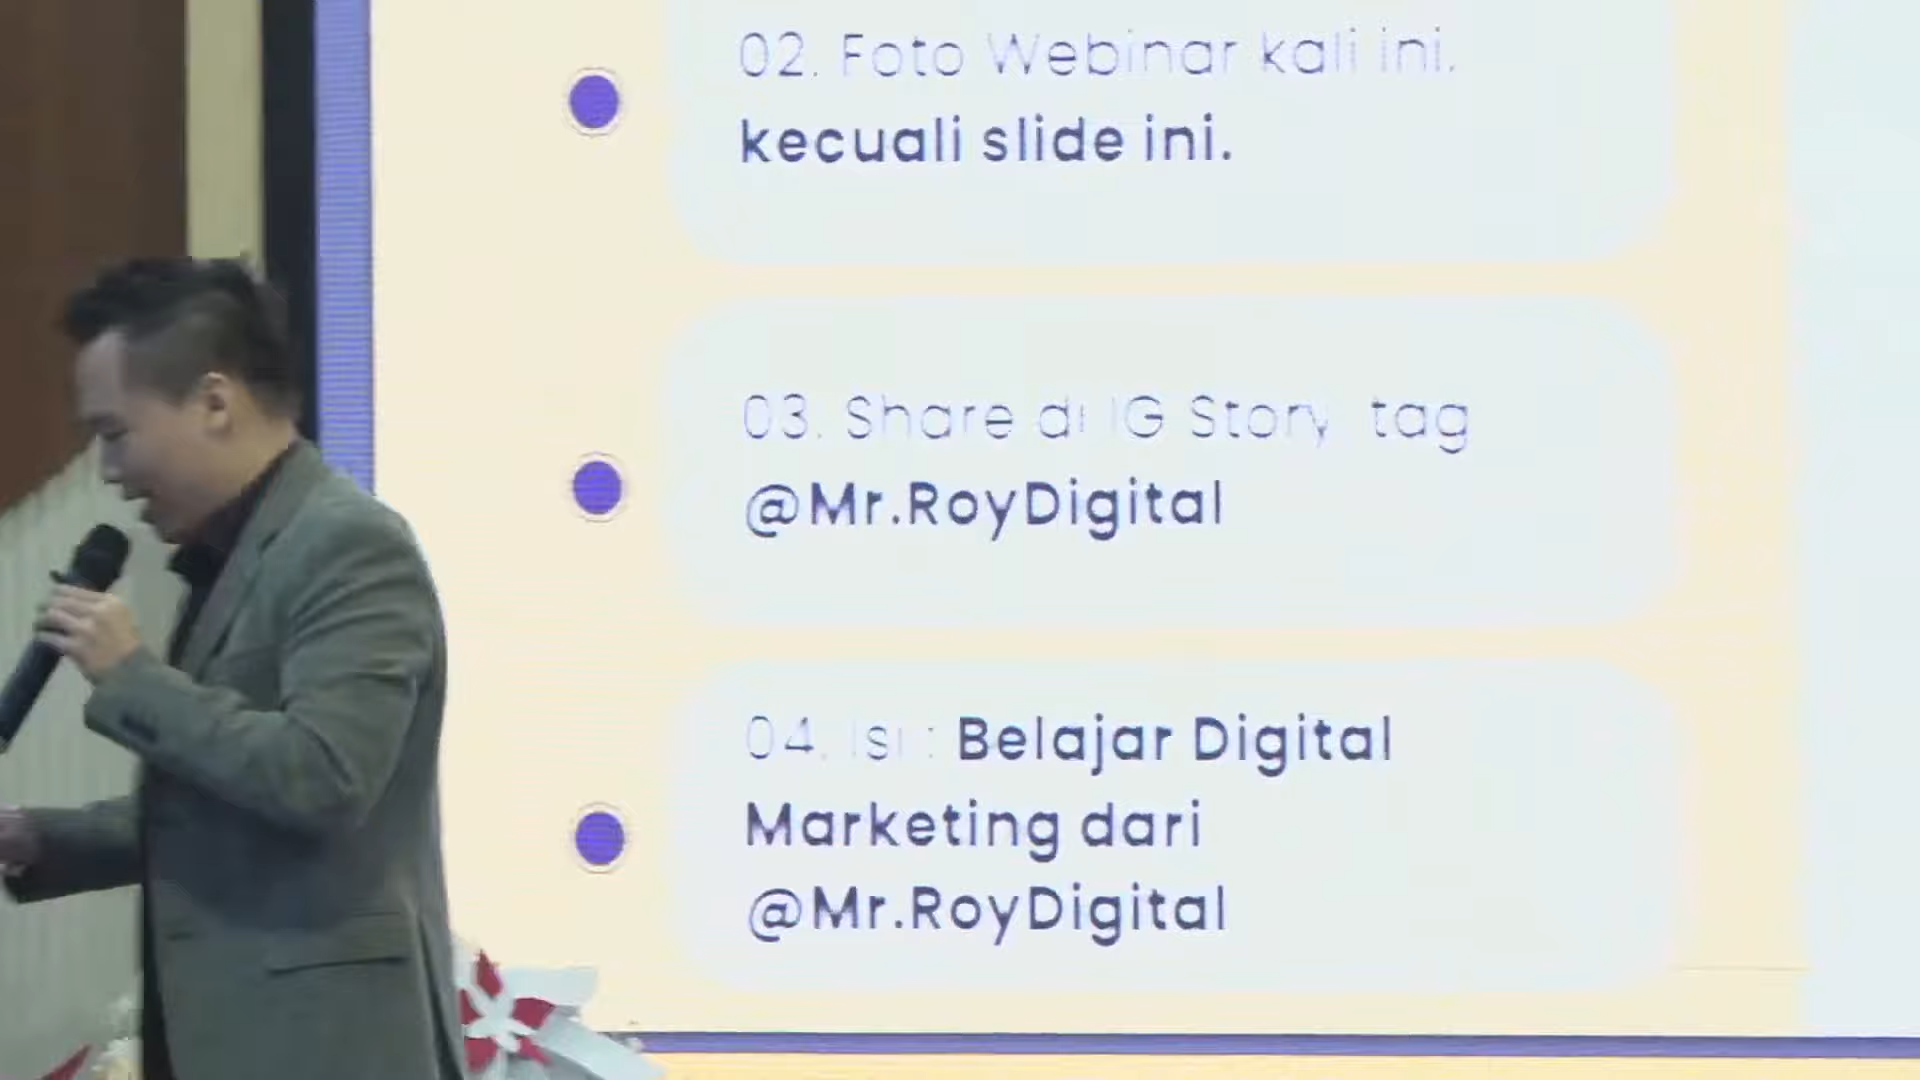 02. Foto Webinar kali ini.
kecuali slide ini.
03. Share di IG Story tag
@Mr.RoyDigital
04. Isi : Belajar Digital
Marketing dari
@Mr.RoyDigital